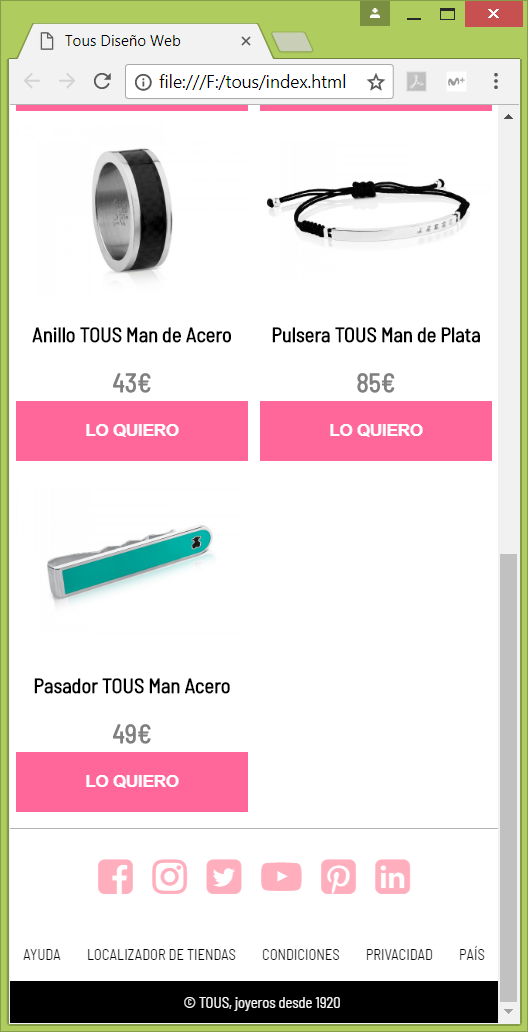 Tous Diseño Web
file:///F:/tous/index.html
Anillo TOUS Man de Acero
Pulsera TOUS Man de Plata
43€
85€
LO QUIERO
LO QUIERO
Pasador TOUS Man Acero
49€
LO QUIERO
AYUDA LOCALIZADOR DE TIENDAS CONDICIONES PRIVACIDAD PAÍS
© TOUS, joyeros desde 1920